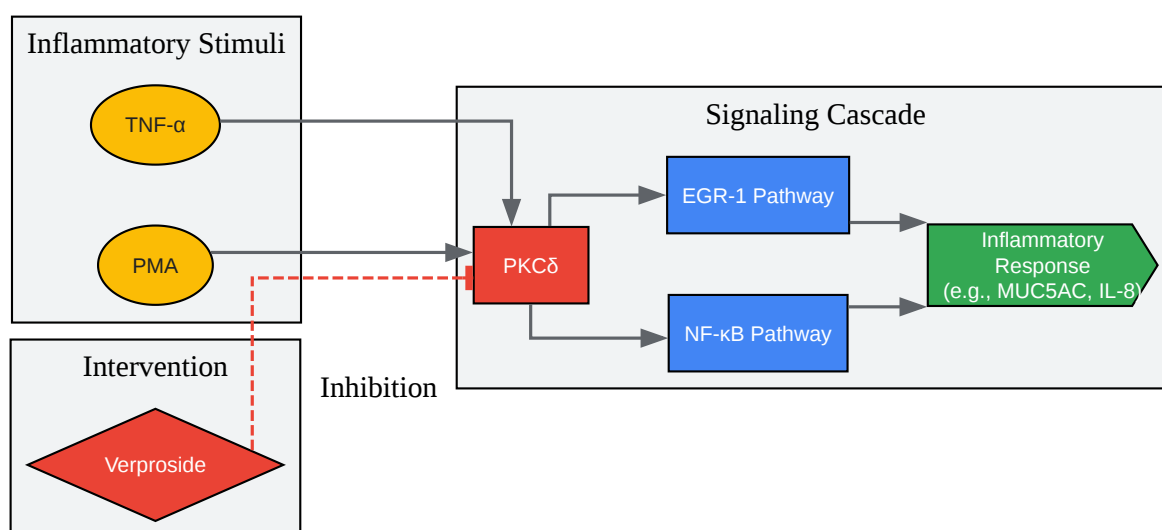 Inflammatory Stimuli
TNF-α
PMA
Intervention
Verproside
Inhibition
Signaling Cascade
PKCδ
EGR-1 Pathway
NF-κB Pathway
Inflammatory
Response
(e.g., MUC5AC, IL-8)